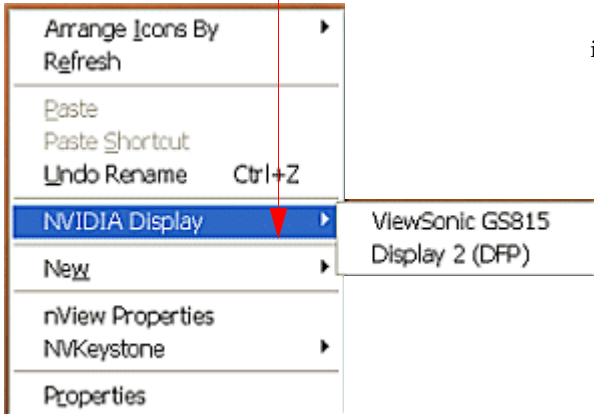 Arrange Icons By
Refresh
Paste
Paste Shortcut
Undo Rename Ctrl+Z
NVIDIA Display
ViewSonic GS815
Display 2 (DFP)
New
nView Properties
NVKeystone
Properties